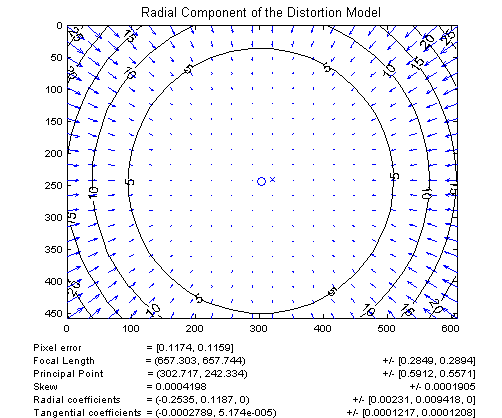 Radial Component of the Distortion Model
0
50
100
150
200
250
300
350
400
450
0 100 200 300 400 500 600
25 15 10 5 5 10 15 20 25
5 10 5 10
15 20 10 5 5 10 15
Pixel error = [0.1174, 0.1159]
Focal Length = (657.303, 657.744) +/- [0.2849, 0.2894]
Principal Point = (302.717, 242.334) +/- [0.5912, 0.5571]
Skew = 0.0004198 +/- 0.0001905
Radial coefficients = (-0.2535, 0.1187, 0) +/- [0.00231, 0.009418, 0]
Tangential coefficients = (-0.0002789, 5.174e-005) +/- [0.0001217, 0.0001208]